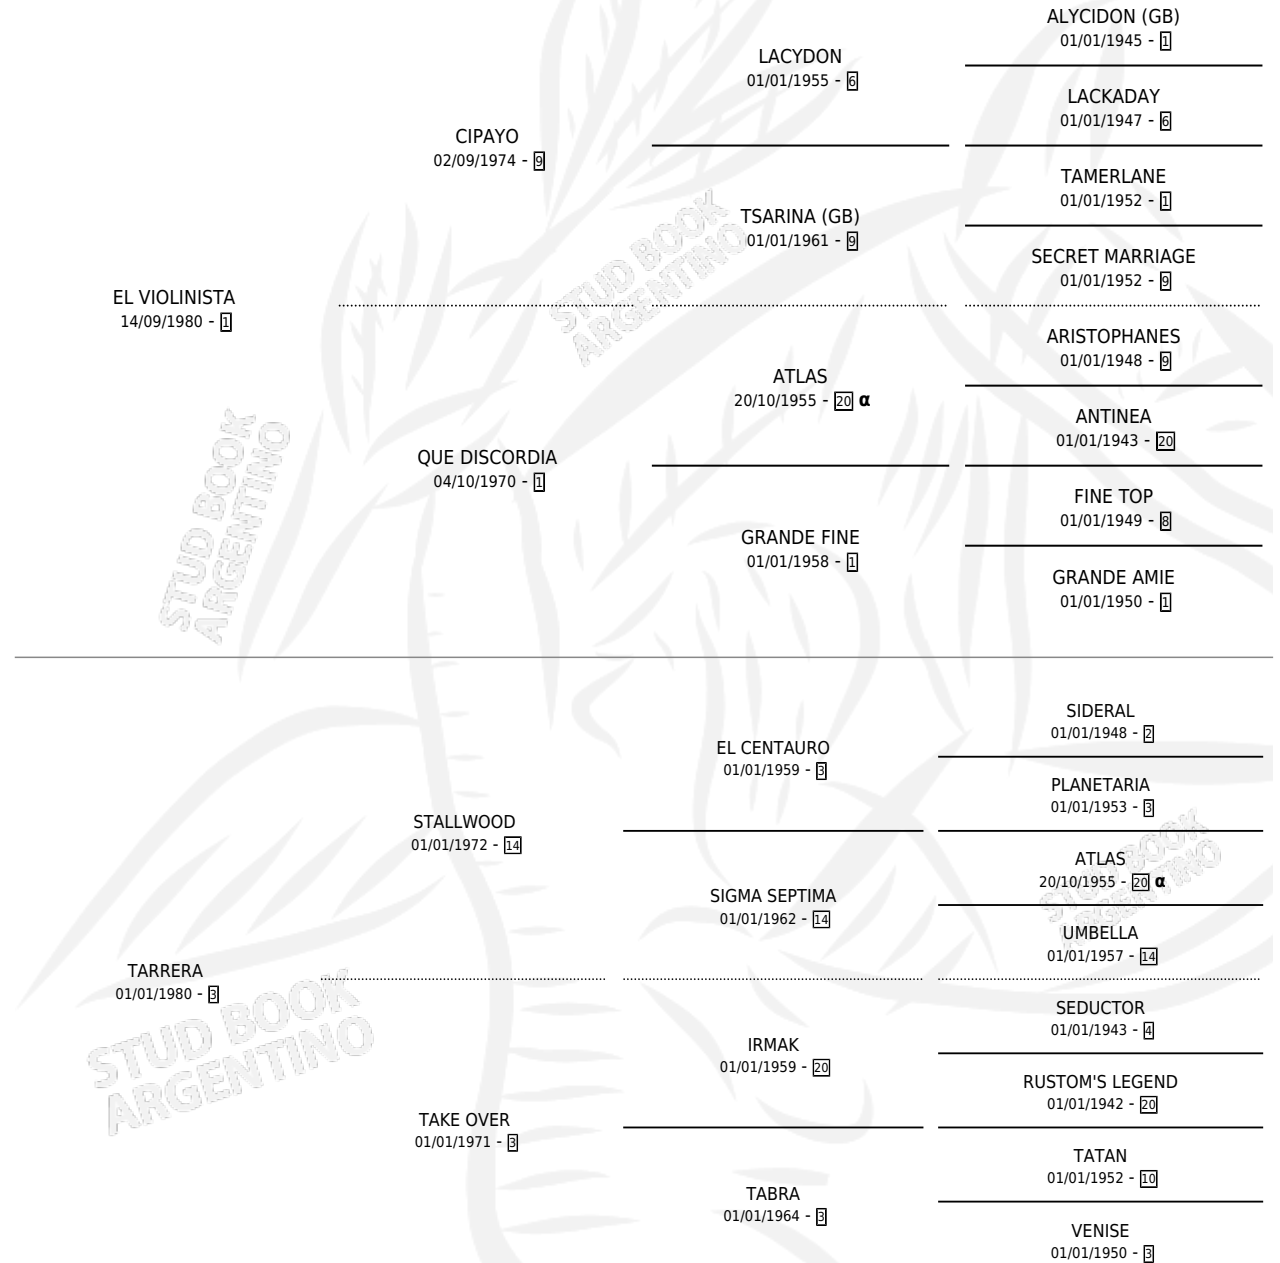 ALYCIDON (GB)
01/01/1945 - 1
LACYDON
01/01/1955 - 6
LACKADAY
01/01/1947 - 6
CIPAYO
02/09/1974 - 9
TAMERLANE
01/01/1952 - 1
TSARINA (GB)
01/01/1961 - 9
SECRET MARRIAGE
01/01/1952 - 9
EL VIOLINISTA
14/09/1980 - 1
ARISTOPHANES
01/01/1948 - 9
ATLAS
20/10/1955 - 20 α
ANTINEA
01/01/1943 - 20
QUE DISCORDIA
04/10/1970 - 1
FINE TOP
01/01/1949 - 8
GRANDE FINE
01/01/1958 - 1
GRANDE AMIE
01/01/1950 - 1
SIDERAL
01/01/1948 - 2
EL CENTAURO
01/01/1959 - 3
PLANETARIA
01/01/1953 - 3
STALLWOOD
01/01/1972 - 14
ATLAS
20/10/1955 - 20 α
SIGMA SEPTIMA
01/01/1962 - 14
UMBELLA
01/01/1957 - 14
TARRERA
01/01/1980 - 3
SEDUCTOR
01/01/1943 - 4
IRMAK
01/01/1959 - 20
RUSTOM'S LEGEND
01/01/1942 - 20
TAKE OVER
01/01/1971 - 3
TATAN
01/01/1952 - 10
TABRA
01/01/1964 - 3
VENISE
01/01/1950 - 3
STUD BOOK
ARGENTINO
STUD BOOK
ARGENTINO
STUD BOOK
ARGENTINO
STUD BOOK
ARGENTINO